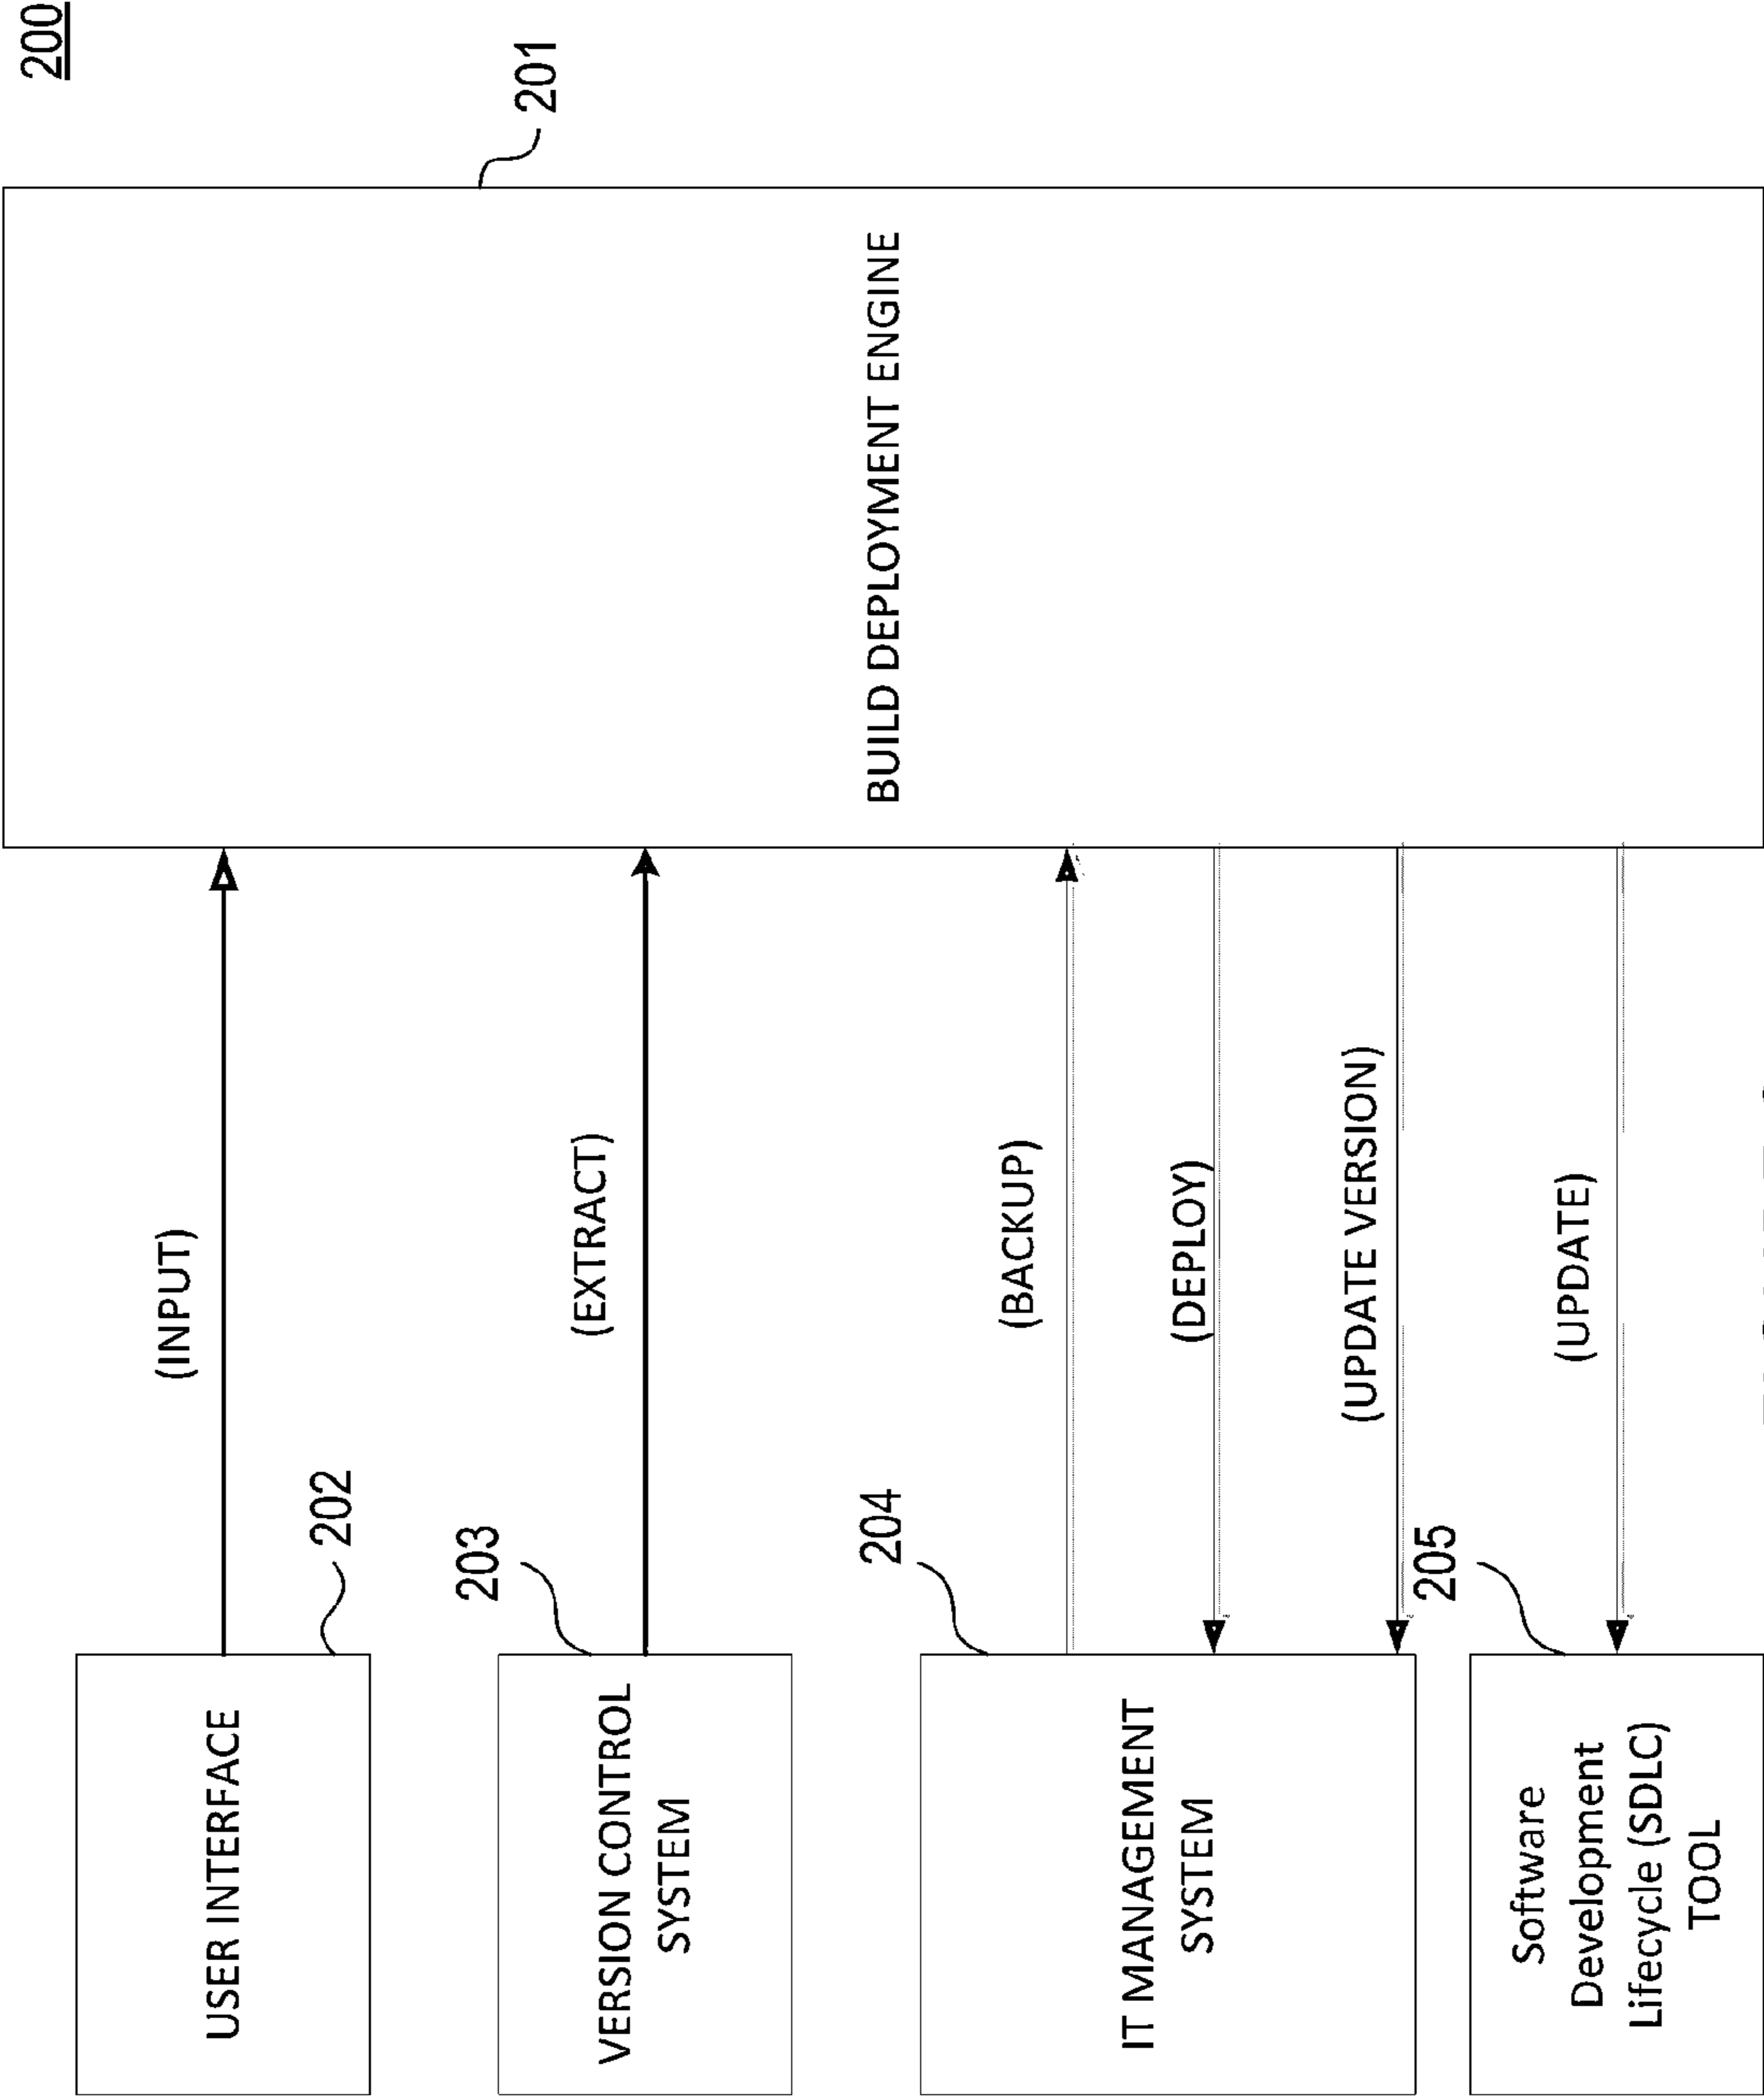 200
201
BUILD DEPLOYMENT ENGINE
(INPUT)
(EXTRACT)
(BACKUP)
(DEPLOY)
(UPDATE VERSION)
(UPDATE)
202
203
204
205
USER INTERFACE
VERSION CONTROL
SYSTEM
IT MANAGEMENT
SYSTEM
Software
Development
Lifecycle (SDLC)
TOOL